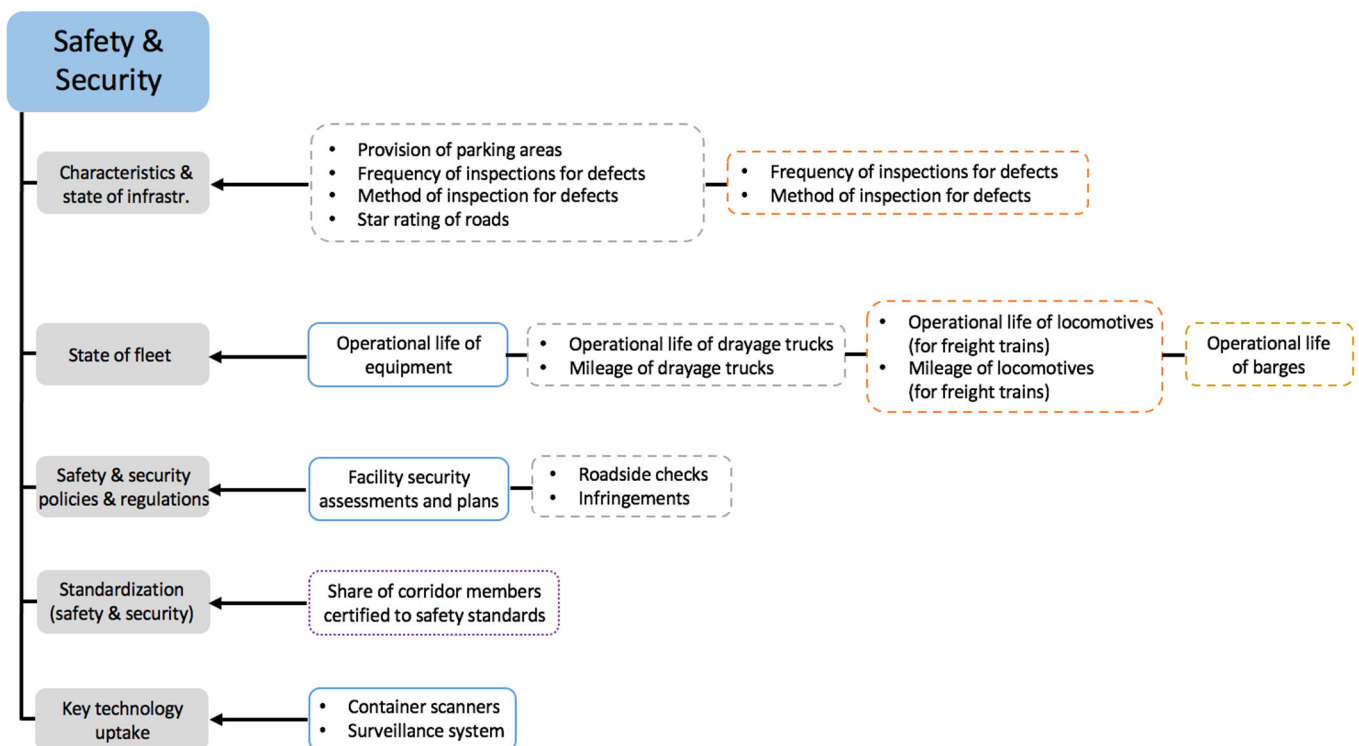 Safety &
Security
Characteristics &
state of infrastr.
• Provision of parking areas
• Frequency of inspections for defects
• Method of inspection for defects
• Star rating of roads
• Frequency of inspections for defects
• Method of inspection for defects
State of fleet
Operational life of
equipment
• Operational life of drayage trucks
• Mileage of drayage trucks
• Operational life of locomotives
(for freight trains)
• Mileage of locomotives
(for freight trains)
Operational life
of barges
Safety & security
policies & regulations
Facility security
assessments and plans
• Roadside checks
• Infringements
Standardization
(safety & security)
Share of corridor members
certified to safety standards
Key technology
uptake
• Container scanners
• Surveillance system